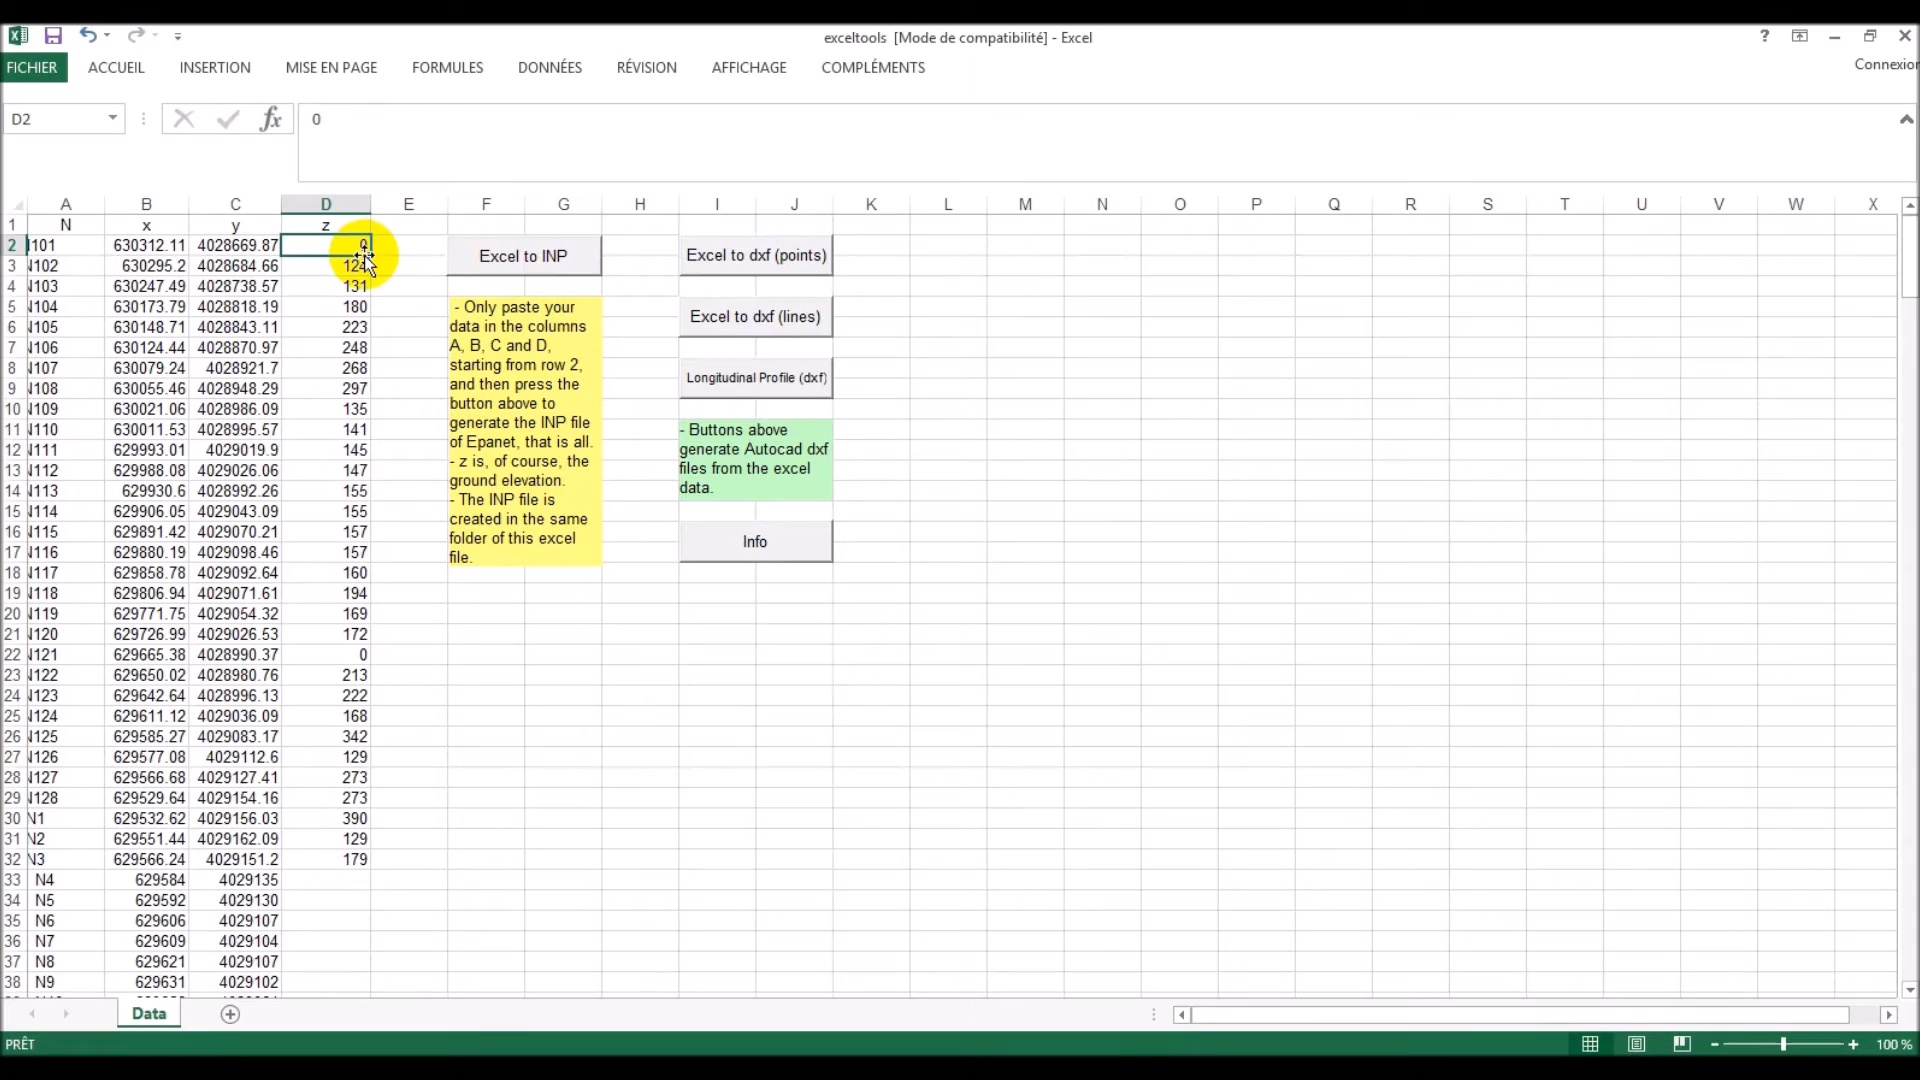 exceltools [Mode de compatibilité] - Excel
?
FICHIER ACCUEIL INSERTION MISE EN PAGE FORMULES DONNÉES RÉVISION AFFICHAGE COMPLÉMENTS Connexion
D2 fx 0
A B C D E F G H I J K L M N O P Q R S T U V W X
1 N x y z
2 N101 630312.11 4028669.87 0
3 N102 630295.2 4028684.66 124
4 N103 630247.49 4028738.57 131
5 N104 630173.79 4028818.19 180
6 N105 630148.71 4028843.11 223
7 N106 630124.44 4028870.97 248
8 N107 630079.24 4028921.7 268
9 N108 630055.46 4028948.29 297
10 N109 630021.06 4028986.09 135
11 N110 630011.53 4028995.57 141
12 N111 629993.01 4029019.9 145
13 N112 629988.08 4029026.06 147
14 N113 629930.6 4028992.26 155
15 N114 629906.05 4029043.09 155
16 N115 629891.42 4029070.21 157
17 N116 629880.19 4029098.46 157
18 N117 629858.78 4029092.64 160
19 N118 629806.94 4029071.61 194
20 N119 629771.75 4029054.32 169
21 N120 629726.99 4029026.53 172
22 N121 629665.38 4028990.37 0
23 N122 629650.02 4028980.76 213
24 N123 629642.64 4028996.13 222
25 N124 629611.12 4029036.09 168
26 N125 629585.27 4029083.17 342
27 N126 629577.08 4029112.6 129
28 N127 629566.68 4029127.41 273
29 N128 629529.64 4029154.16 273
30 N1 629532.62 4029156.03 390
31 N2 629551.44 4029162.09 129
32 N3 629566.24 4029151.2 179
33 N4 629584 4029135
34 N5 629592 4029130
35 N6 629606 4029107
36 N7 629609 4029104
37 N8 629621 4029107
38 N9 629631 4029102
Excel to INP
- Only paste your
data in the columns
A, B, C and D,
starting from row 2,
and then press the
button above to
generate the INP file
of Epanet, that is all.
- z is, of course, the
ground elevation.
- The INP file is
created in the same
folder of this excel
file.
Excel to dxf (points)
Excel to dxf (lines)
Longitudinal Profile (dxf)
- Buttons above
generate Autocad dxf
files from the excel
data.
Info
Data
PRÊT
100 %